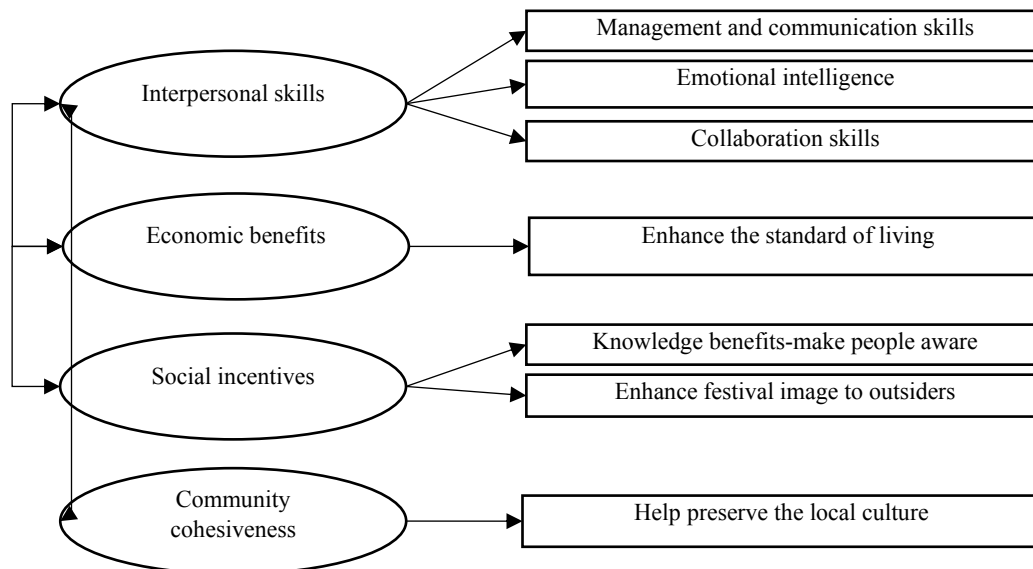 Management and communication skills
Interpersonal skills
Emotional intelligence
Collaboration skills
Economic benefits
Enhance the standard of living
Knowledge benefits-make people aware
Social incentives
Enhance festival image to outsiders
Community
cohesiveness
Help preserve the local culture